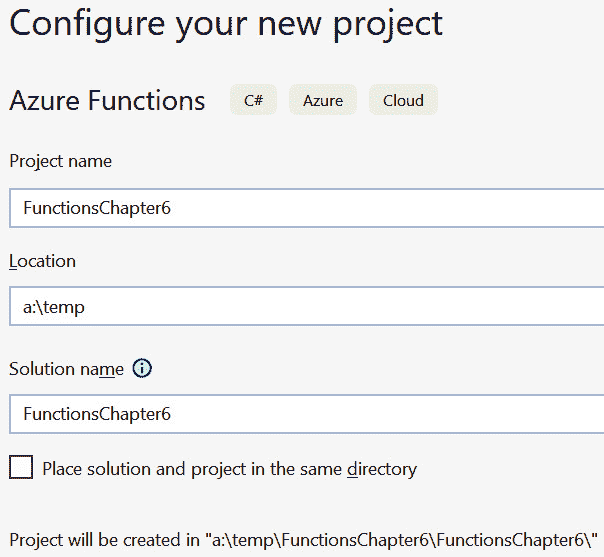 Configure your new project
Azure Functions C# Azure Cloud
Project name
FunctionsChapter6
Location
a:\temp
Solution name
FunctionsChapter6
Place solution and project in the same directory
Project will be created in "a:\temp\FunctionsChapter6\FunctionsChapter6\"